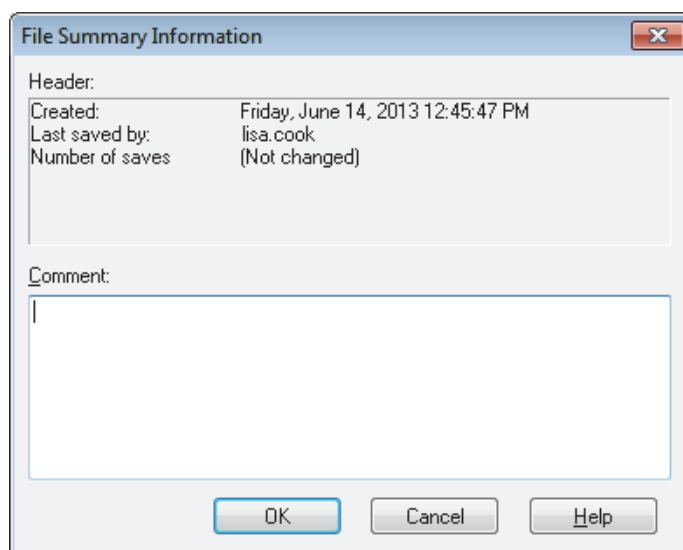 File Summary Information
Header:
Created: Friday, June 14, 2013 12:45:47 PM
Last saved by: lisa.cook
Number of saves (Not changed)
Comment:
OK Cancel Help